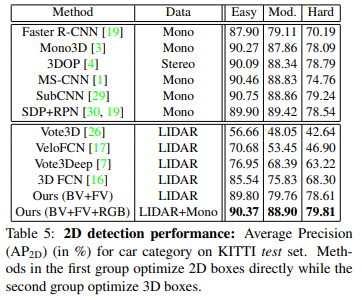 Method Data Easy Mod. Hard
Faster R-CNN [19] Mono 87.90 79.11 70.19
Mono3D [3] Mono 90.27 87.86 78.09
3DOP [4] Stereo 90.09 88.34 78.79
MS-CNN [1] Mono 90.46 88.83 74.76
SubCNN [29] Mono 90.75 88.86 79.24
SDP+RPN [30, 19] Mono 89.90 89.42 78.54
Vote3D [26] LIDAR 56.66 48.05 42.64
VeloFCN [17] LIDAR 70.68 53.45 46.90
Vote3Deep [7] LIDAR 76.95 68.39 63.22
3D FCN [16] LIDAR 85.54 75.83 68.30
Ours (BV+FV) LIDAR 89.80 79.76 78.61
Ours (BV+FV+RGB) LIDAR+Mono 90.37 88.90 79.81
Table 5: 2D detection performance: Average Precision
(AP2D) (in %) for car category on KITTI test set. Meth-
ods in the first group optimize 2D boxes directly while the
second group optimize 3D boxes.